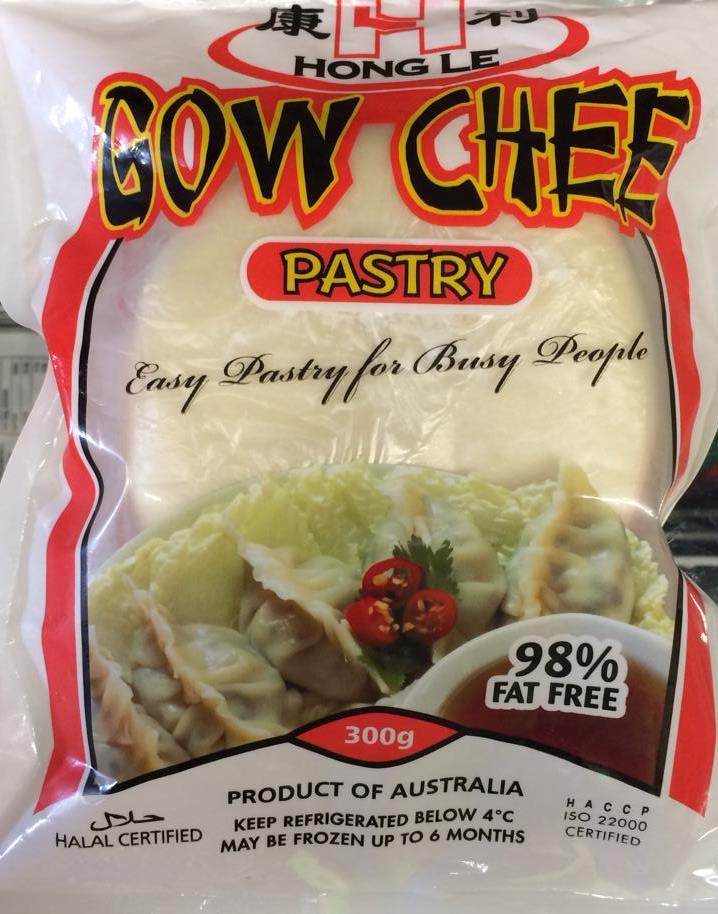 康 H 利
HONG LE
GOW CHEE
PASTRY
Easy Pastry for Busy People
98%
FAT FREE
300g
PRODUCT OF AUSTRALIA
KEEP REFRIGERATED BELOW 4°C
MAY BE FROZEN UP TO 6 MONTHS
حلال
HALAL CERTIFIED
HACCP
ISO 22000
CERTIFIED